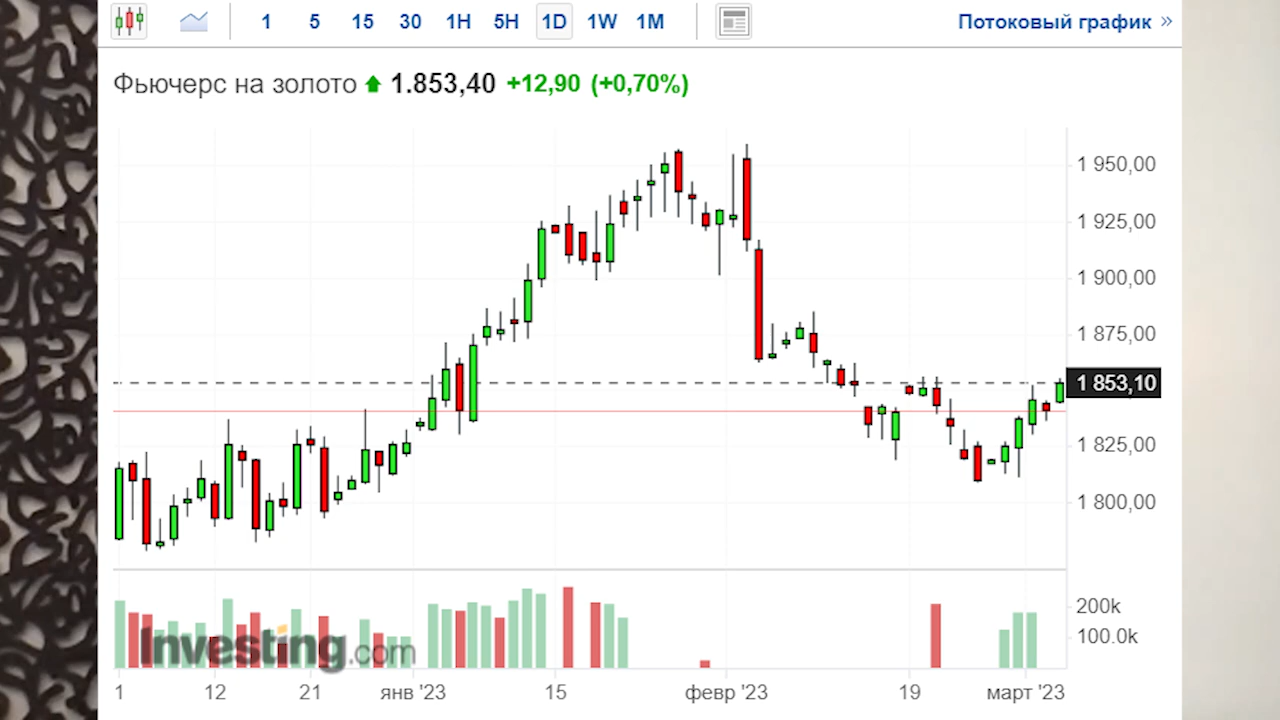 1 5 15 30 1H 5H 1D 1W 1M Потоковый график »
Фьючерс на золото 1.853,40 +12,90 (+0,70%)
1 950,00
1 925,00
1 900,00
1 875,00
1 853,10
1 825,00
1 800,00
200k
100.0k
Investing.com
1 12 21 янв '23 15 февр '23 19 март '23